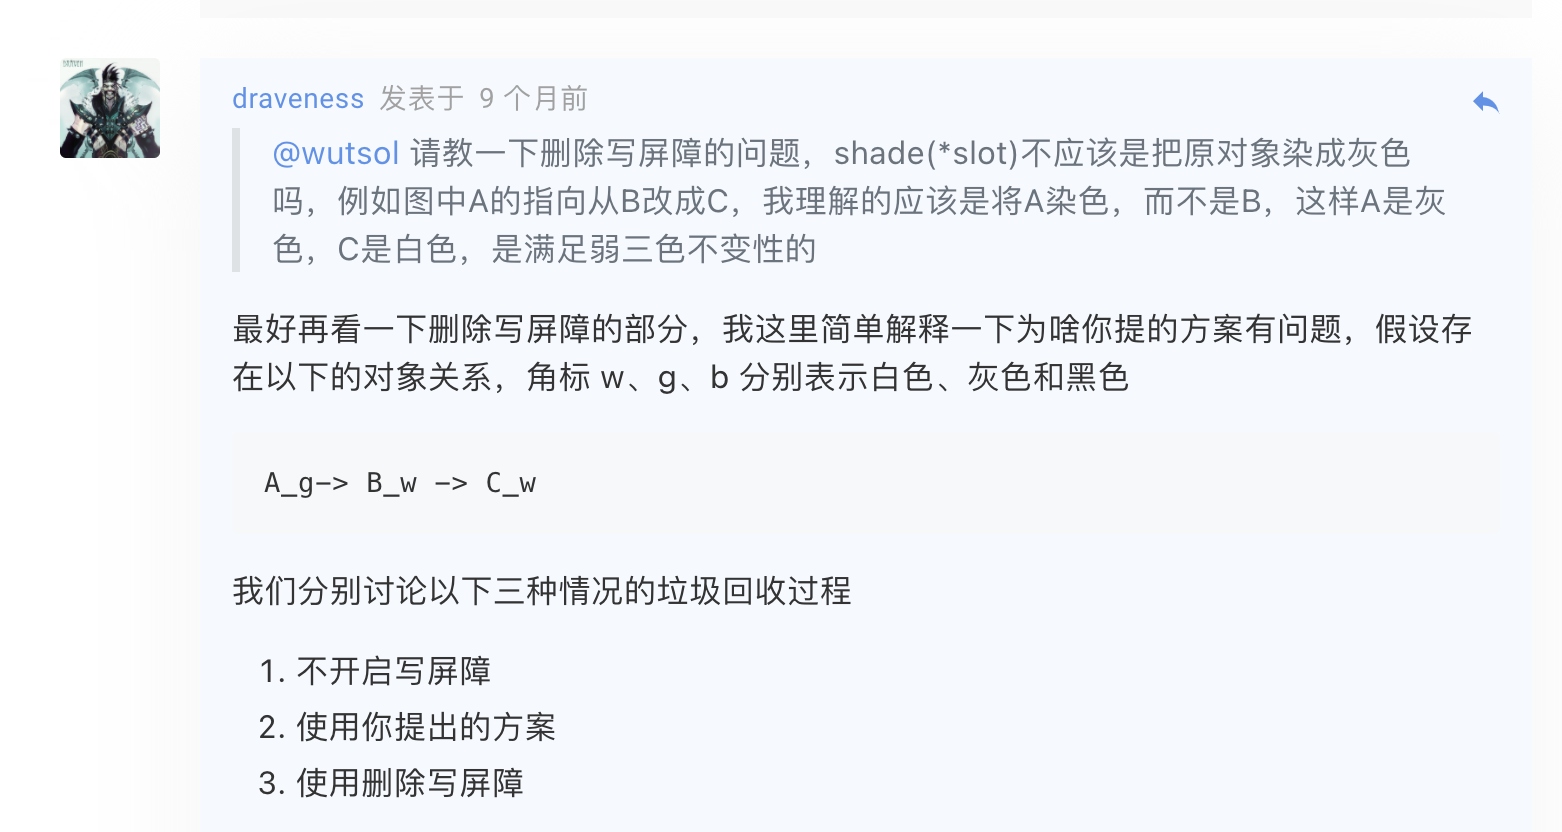 draveness 发表于 9 个月前
@wutsol 请教一下删除写屏障的问题，shade(*slot)不应该是把原对象染成灰色
吗，例如图中A的指向从B改成C，我理解的应该是将A染色，而不是B，这样A是灰
色，C是白色，是满足弱三色不变性的
最好再看一下删除写屏障的部分，我这里简单解释一下为啥你提的方案有问题，假设存
在以下的对象关系，角标 w、g、b 分别表示白色、灰色和黑色
A_g-> B_w -> C_w
我们分别讨论以下三种情况的垃圾回收过程
1. 不开启写屏障
2. 使用你提出的方案
3. 使用删除写屏障